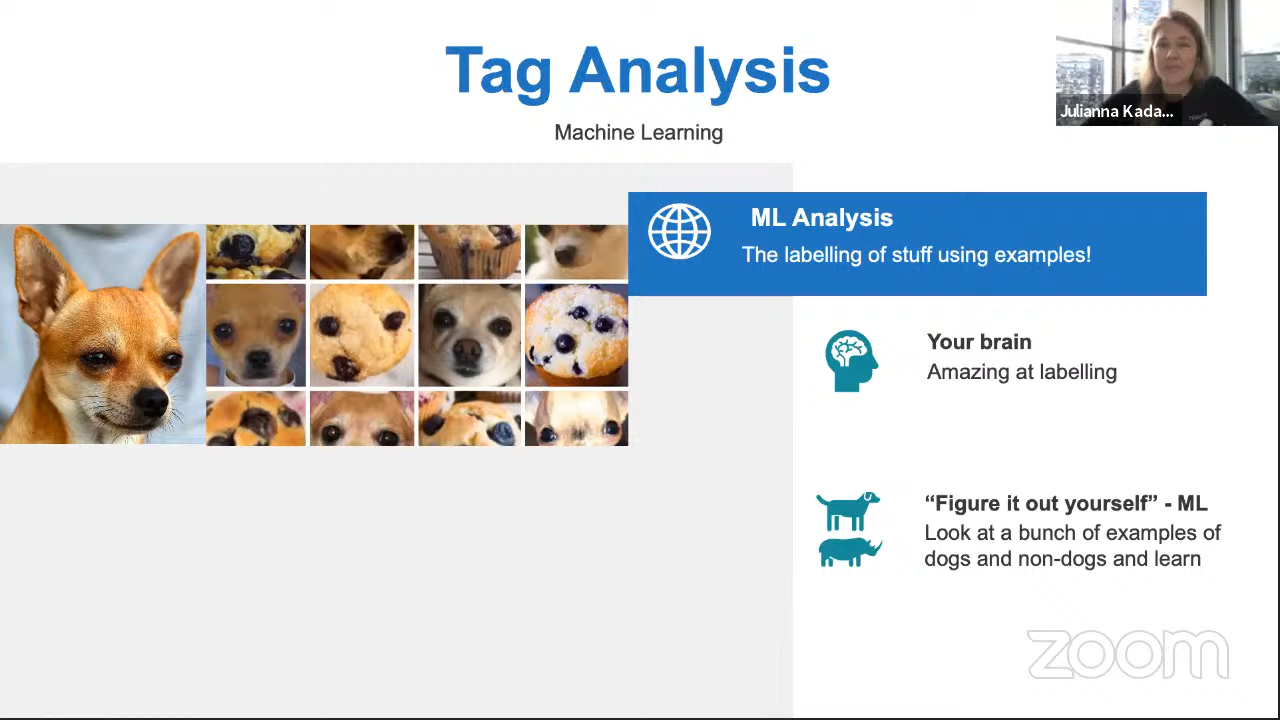 Tag Analysis
Machine Learning
Julianna Kada...
ML Analysis
The labelling of stuff using examples!
Your brain
Amazing at labelling
“Figure it out yourself” - ML
Look at a bunch of examples of
dogs and non-dogs and learn
zoom